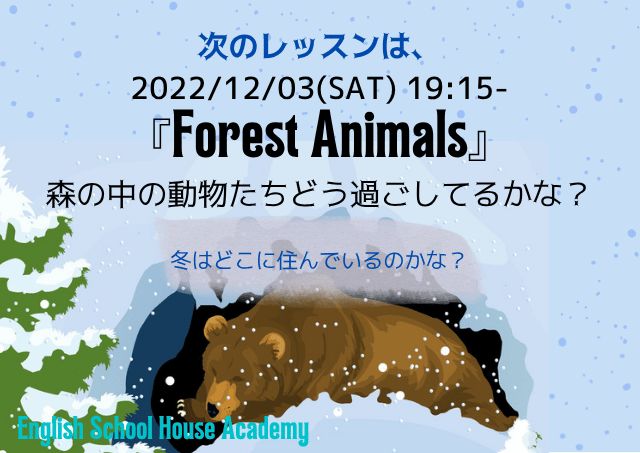 次のレッスンは、
2022/12/03(SAT) 19:15-
『Forest Animals』
森の中の動物たちどう過ごしてるかな？
冬はどこに住んでいるのかな？
English School House Academy